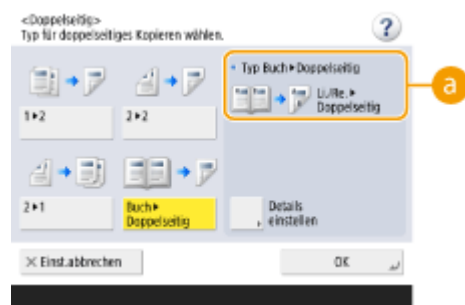 <Doppelseitig>
Typ für doppelseitiges Kopieren wählen.
?
Typ Buch▶Doppelseitig
Li/Re.▶
Doppelseitig
a
1▶2
2▶2
2▶1
Buch▶
Doppelseitig
Details
einstellen
× Einst.abbrechen
OK